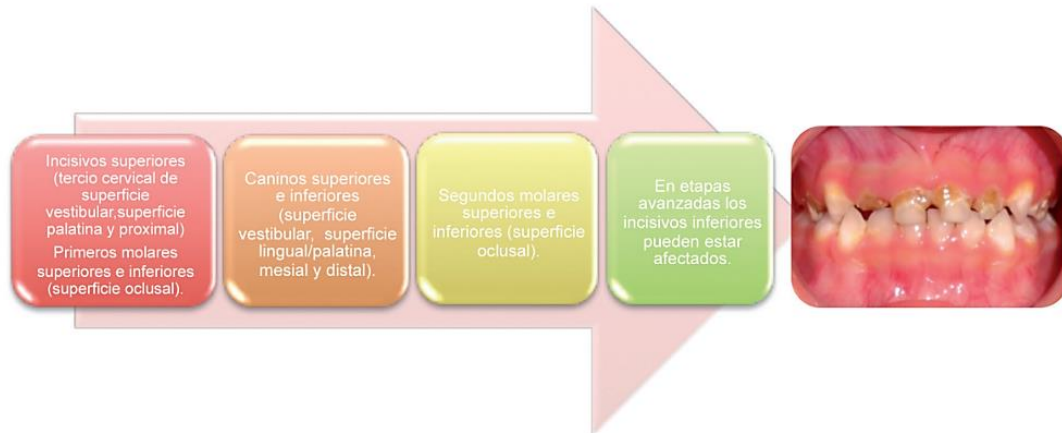 Incisivos superiores
(tercio cervical de
superficie
vestibular,superficie
palatina y proximal)
Primeros molares
superiores e inferiores
(superficie oclusal).
Caninos superiores
e inferiores
(superficie
vestibular, superficie
lingual/palatina,
mesial y distal).
Segundos molares
superiores e
inferiores (superficie
oclusal).
En etapas
avanzadas los
incisivos inferiores
pueden estar
afectados.